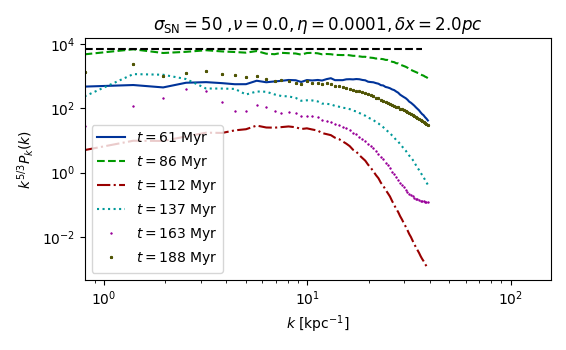 σ_SN = 50 , ν = 0.0, η = 0.0001, δx = 2.0pc
10^4
10^2
10^0
10^−2
k^{5/3}P_k(k)
t = 61 Myr
t = 86 Myr
t = 112 Myr
t = 137 Myr
t = 163 Myr
t = 188 Myr
10^0 10^1 10^2
k [kpc^{−1}]